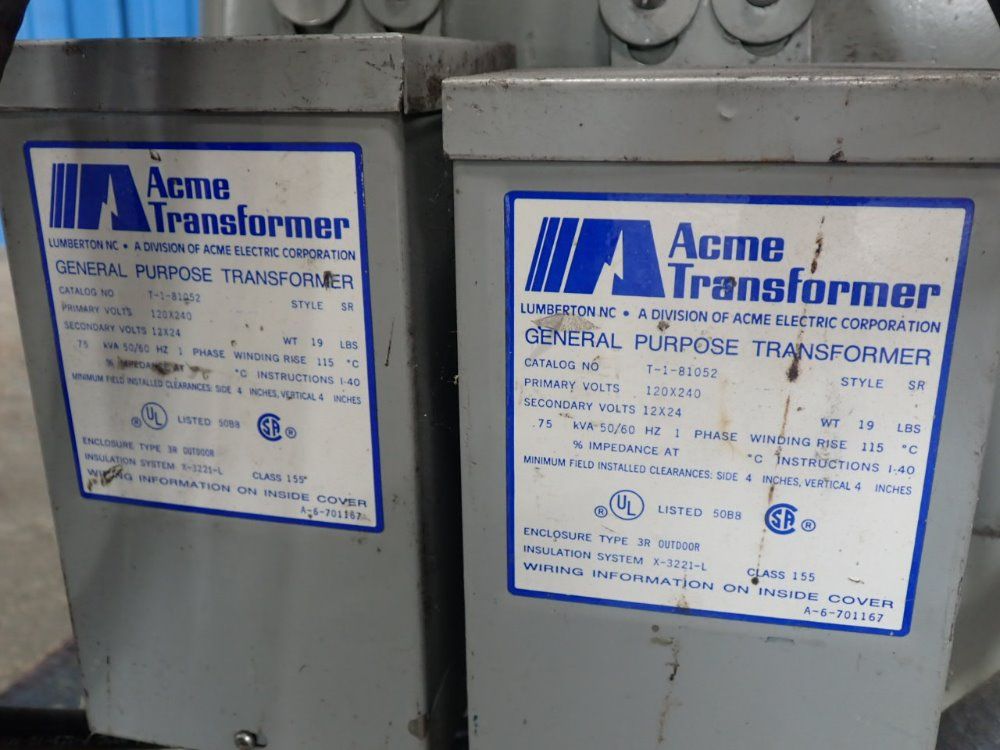 Acme
Transformer
LUMBERTON NC • A DIVISION OF ACME ELECTRIC CORPORATION
GENERAL PURPOSE TRANSFORMER
CATALOG NO T-1-81052 STYLE SR
PRIMARY VOLTS 120X240
SECONDARY VOLTS 12X24 WT 19 LBS
.75 kVA 50/60 HZ 1 PHASE WINDING RISE 115 °C
% IMPEDANCE AT °C INSTRUCTIONS I-40
MINIMUM FIELD INSTALLED CLEARANCES: SIDE 4 INCHES, VERTICAL 4 INCHES
® UL LISTED 50B8 SA ®
ENCLOSURE TYPE 3R OUTDOOR
INSULATION SYSTEM X-3221-L CLASS 155°
WIRING INFORMATION ON INSIDE COVER
A-6-701167
Acme
Transformer
LUMBERTON NC • A DIVISION OF ACME ELECTRIC CORPORATION
GENERAL PURPOSE TRANSFORMER
CATALOG NO T-1-81052 STYLE SR
PRIMARY VOLTS 120X240
SECONDARY VOLTS 12X24 WT 19 LBS
.75 kVA 50/60 HZ 1 PHASE WINDING RISE 115 °C
% IMPEDANCE AT °C INSTRUCTIONS I-40
MINIMUM FIELD INSTALLED CLEARANCES: SIDE 4 INCHES, VERTICAL 4 INCHES
® UL LISTED 50B8 SA ®
ENCLOSURE TYPE 3R OUTDOOR
INSULATION SYSTEM X-3221-L CLASS 155
WIRING INFORMATION ON INSIDE COVER
A-6-701167